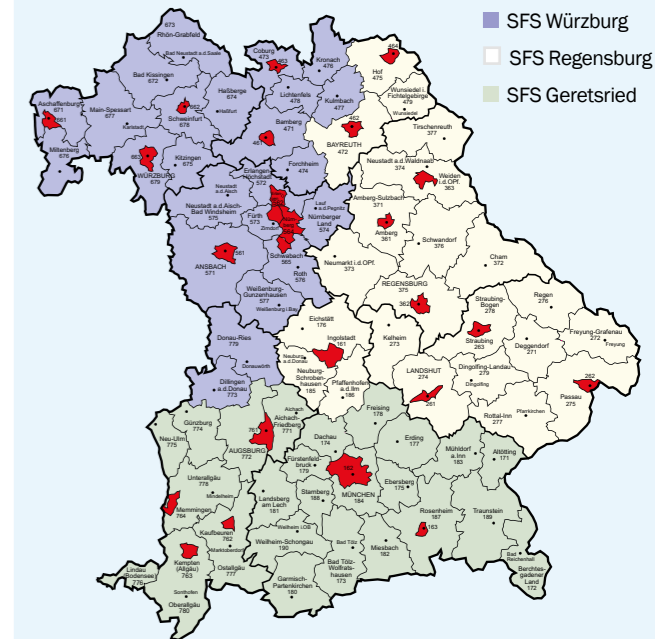 SFS Würzburg
SFS Regensburg
SFS Geretsried
673
Rhön-Grabfeld
Bad Neustadt a.d.Saale
Bad Kissingen
672
Haßberge
674
Haßfurt
Coburg
473
463
Kronach
476
Lichtenfels
478
Kulmbach
477
464
Hof
475
Wunsiedel i.
Fichtelgebirge
479
Wunsiedel
Aschaffenburg
671
661
Main-Spessart
677
Karlstadt
662
Schweinfurt
678
Bamberg
471
461
462
BAYREUTH
472
Tirschenreuth
377
Miltenberg
676
663
WÜRZBURG
679
Kitzingen
675
Forchheim
474
Neustadt a.d.Waldnaab
374
Weiden
i.d.OPf.
363
Erlangen-
Höchstadt
572
Neustadt
a.d.Aisch
Neustadt a.d.Aisch-
Bad Windsheim
575
Fürth
573
Zirndorf
Lauf
a.d.Pegnitz
Nürnberger
Land
574
Amberg-Sulzbach
371
Amberg
361
Schwandorf
376
ANSBACH
571
561
Schwabach
565
Roth
576
Neumarkt i.d.OPf.
373
Cham
372
Weißenburg-
Gunzenhausen
577
Weißenburg i.Bay
REGENSBURG
375
362
Straubing-
Bogen
278
Straubing
263
Regen
276
Freyung-Grafenau
272
Freyung
Eichstätt
176
Ingolstadt
161
Kelheim
273
Deggendorf
271
Donau-Ries
779
Donauwörth
Neuburg
a.d.Donau
Neuburg-
Schrobenhausen
185
Pfaffenhofen
a.d.Ilm
186
LANDSHUT
274
261
Dingolfing-Landau
279
Dingolfing
262
Passau
275
Dillingen
a.d.Donau
773
Rottal-Inn
277
Pfarrkirchen
Aichach
Aichach-
Friedberg
771
761
AUGSBURG
772
Günzburg
774
Neu-Ulm
775
Freising
178
Erding
177
Dachau
174
Mühldorf
a.Inn
183
Altötting
171
Fürstenfeld-
bruck
179
162
MÜNCHEN
184
Ebersberg
175
Unterallgäu
778
Mindelheim
Landsberg
am Lech
181
Starnberg
188
Memmingen
764
Kaufbeuren
762
Marktoberdorf
Rosenheim
187
163
Traunstein
189
Weilheim i.OB
Weilheim-Schongau
190
Bad Tölz
Bad Tölz-
Wolfrats-
hausen
173
Miesbach
182
Bad
Reichenhall
Berchtes-
gadener
Land
172
Kempten
(Allgäu)
763
Ostallgäu
777
Lindau
(Bodensee)
776
Sonthofen
Oberallgäu
780
Garmisch-
Partenkirchen
180